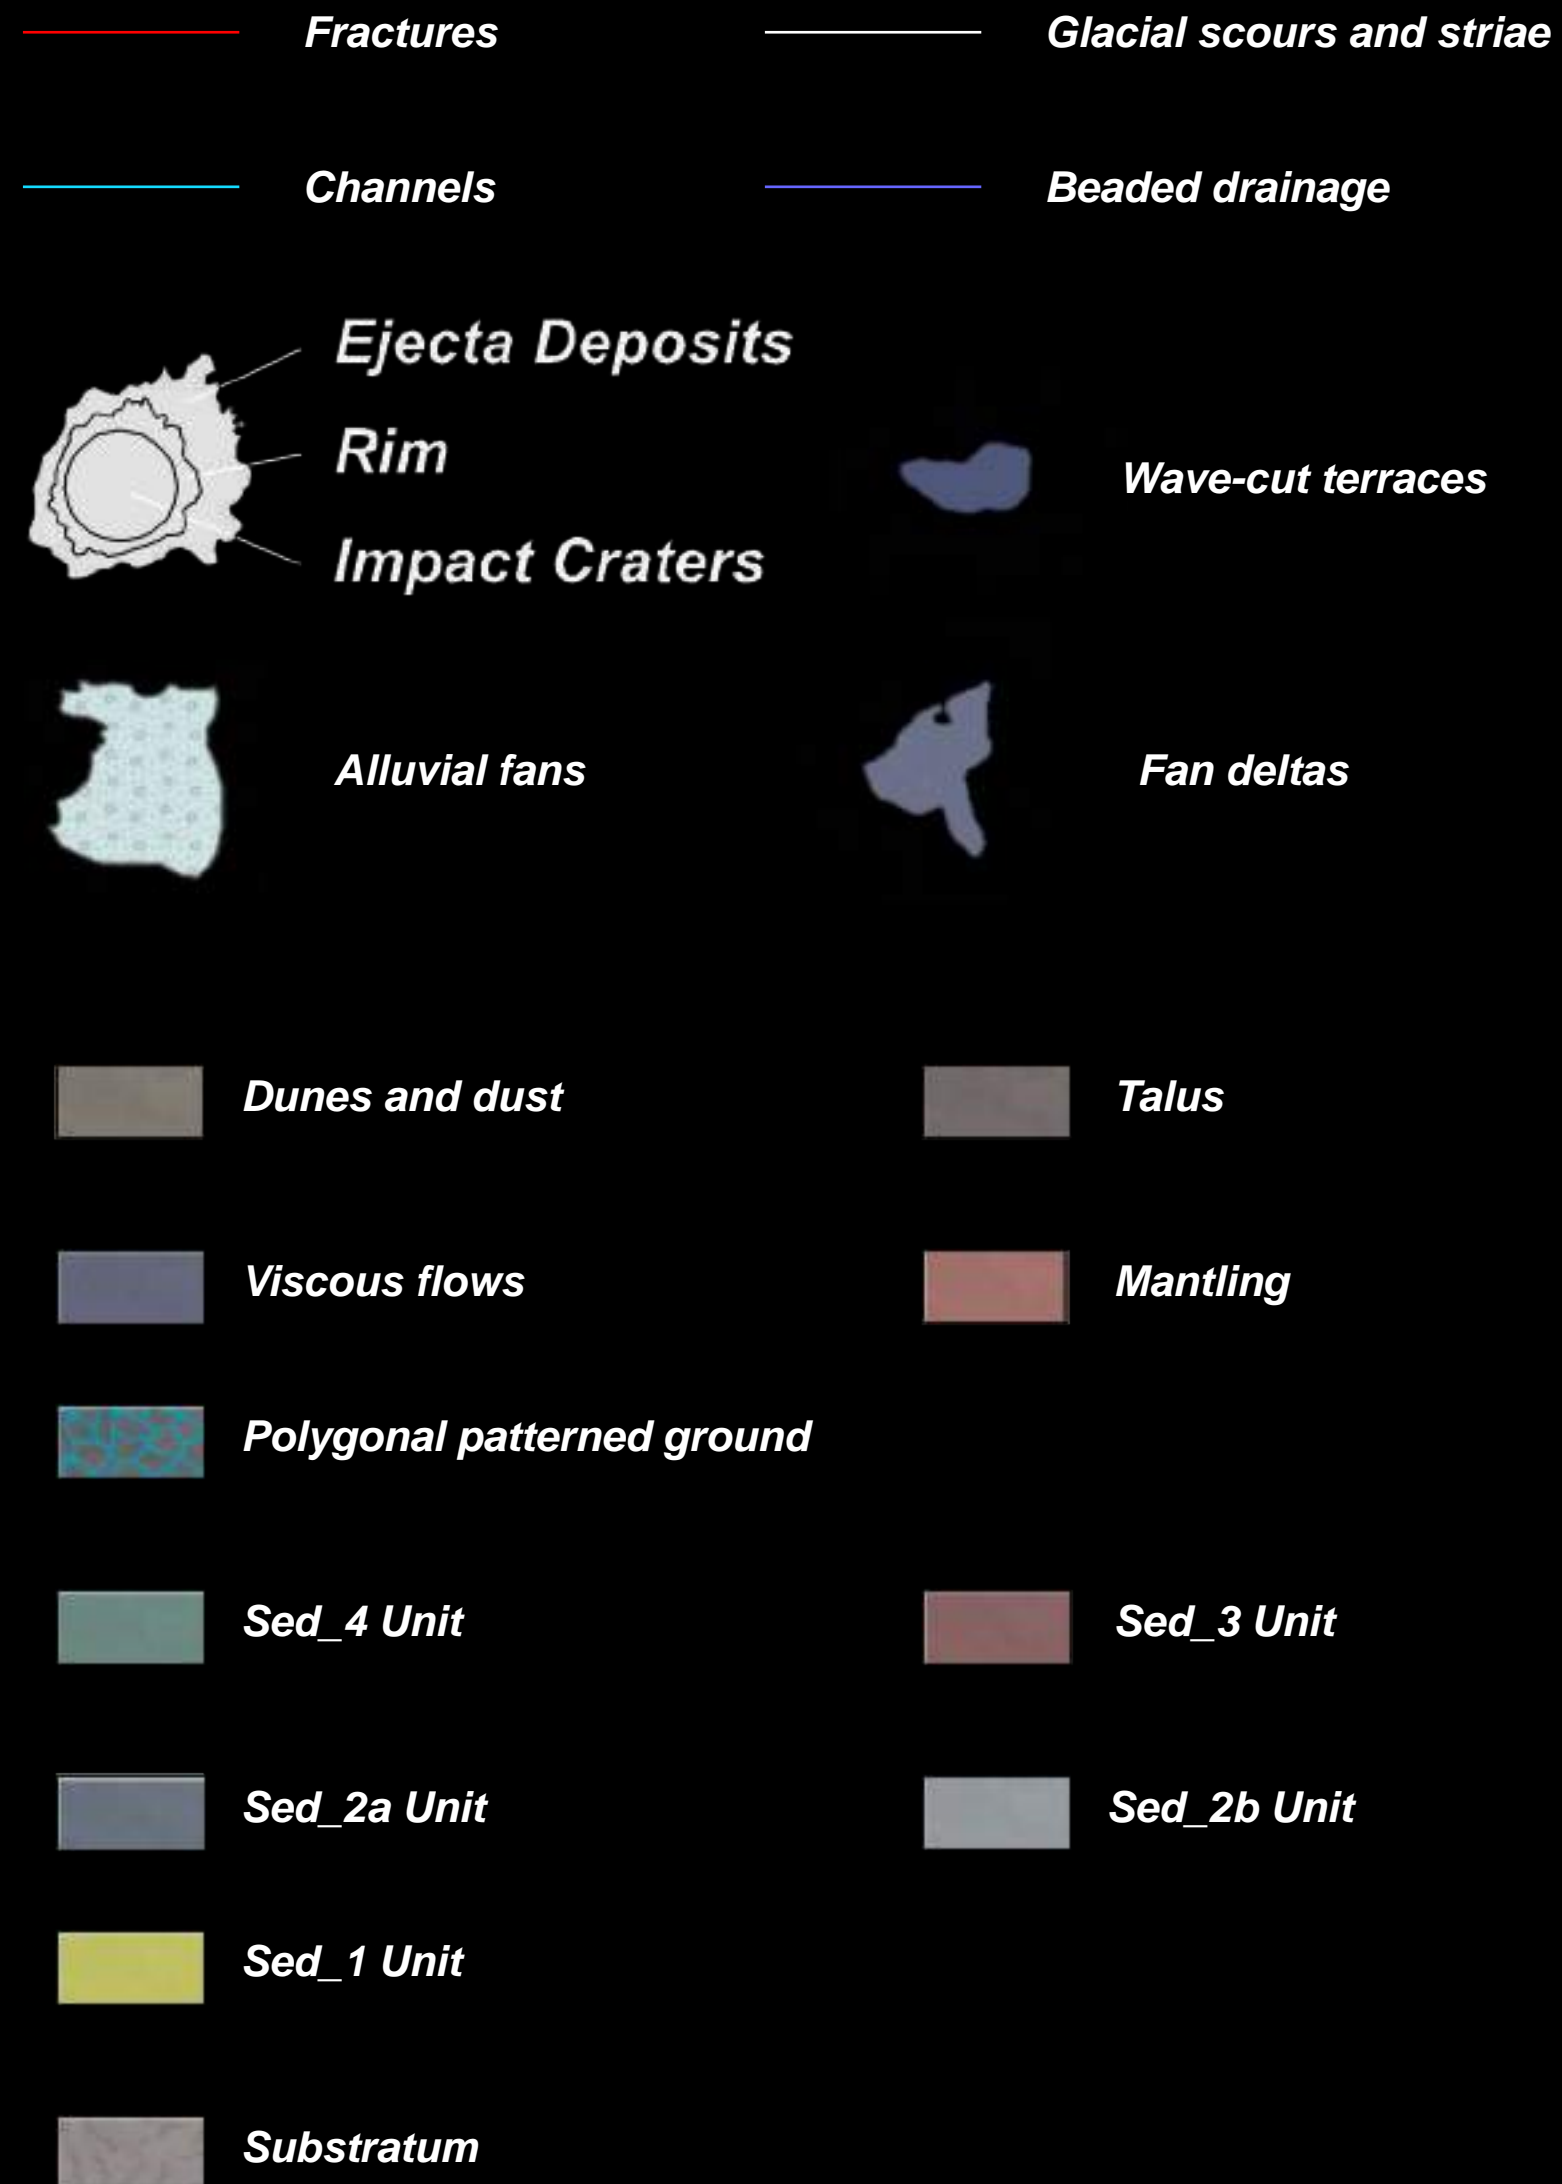 Fractures
Glacial scours and striae
Channels
Beaded drainage
Ejecta Deposits
Rim
Impact Craters
Wave-cut terraces
Alluvial fans
Fan deltas
Dunes and dust
Talus
Viscous flows
Mantling
Polygonal patterned ground
Sed_4 Unit
Sed_3 Unit
Sed_2a Unit
Sed_2b Unit
Sed_1 Unit
Substratum